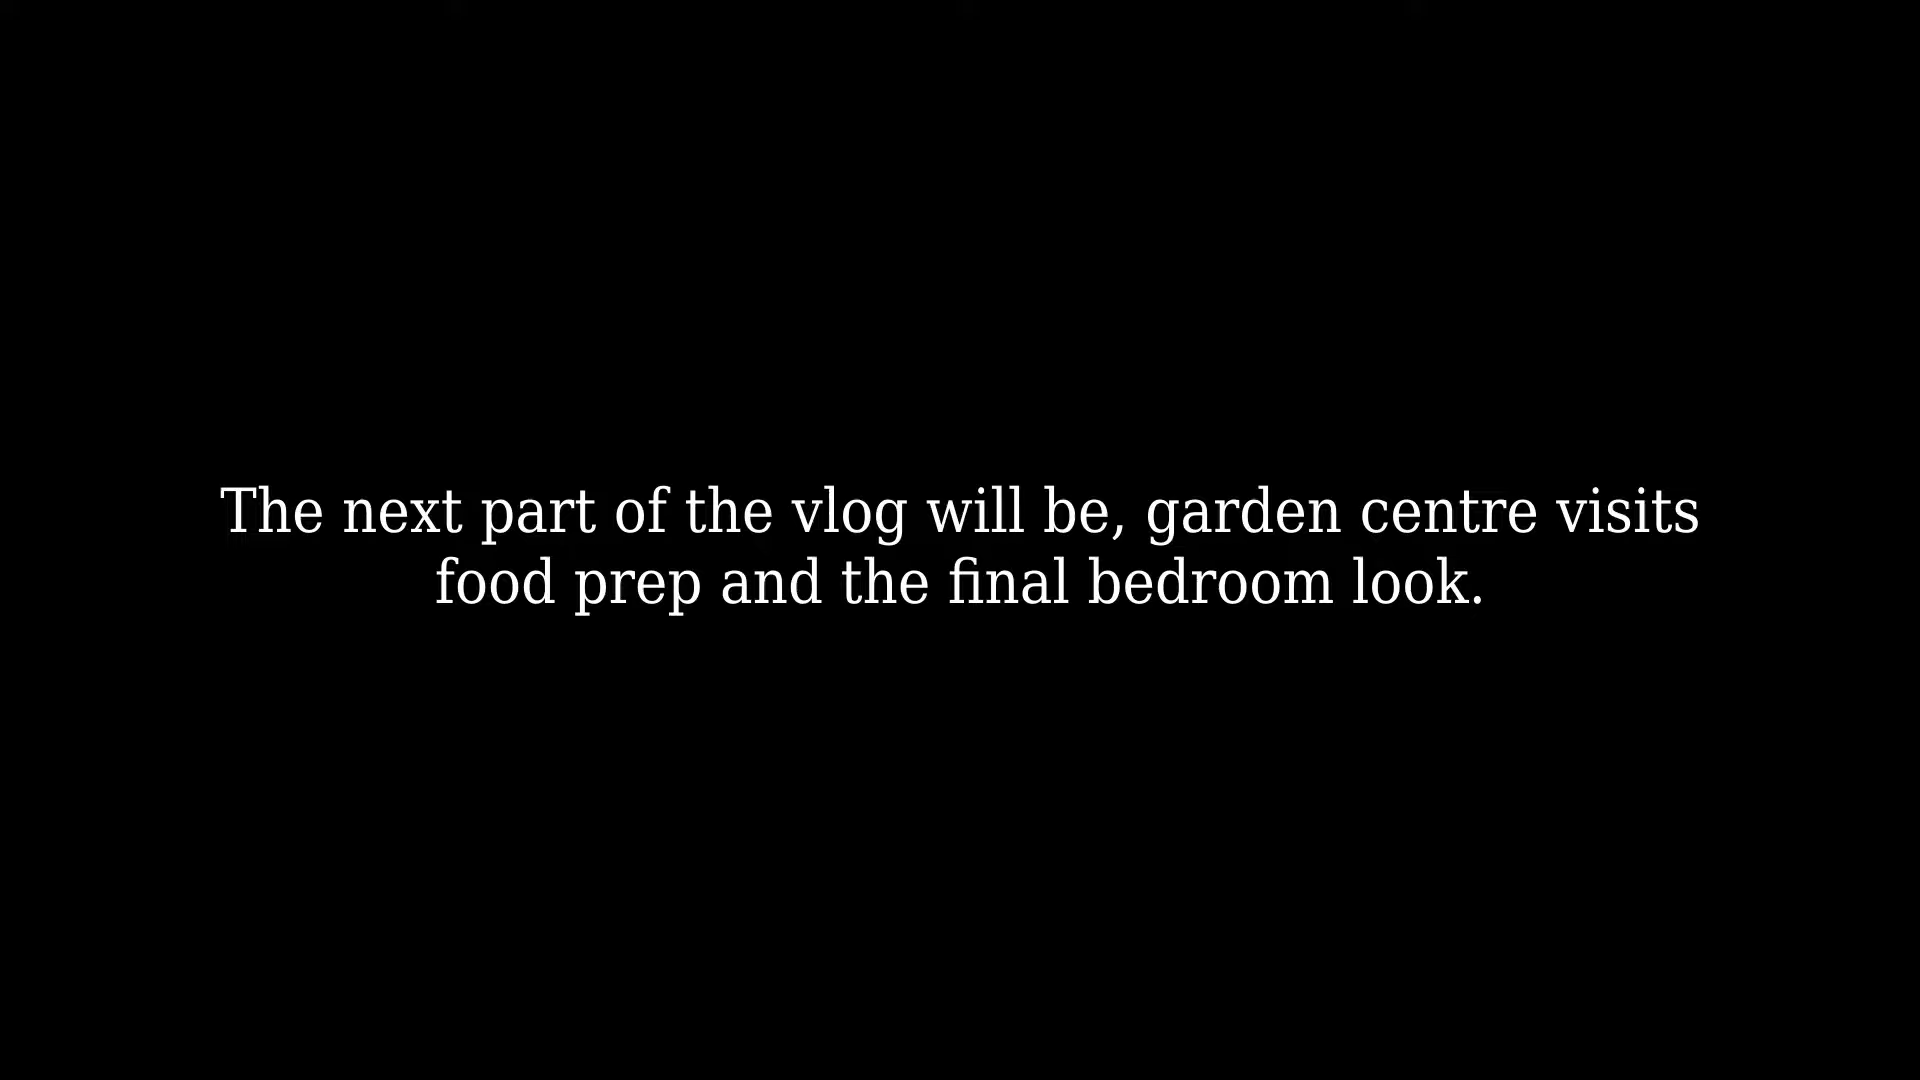 The next part of the vlog will be, garden centre visits
food prep and the final bedroom look.